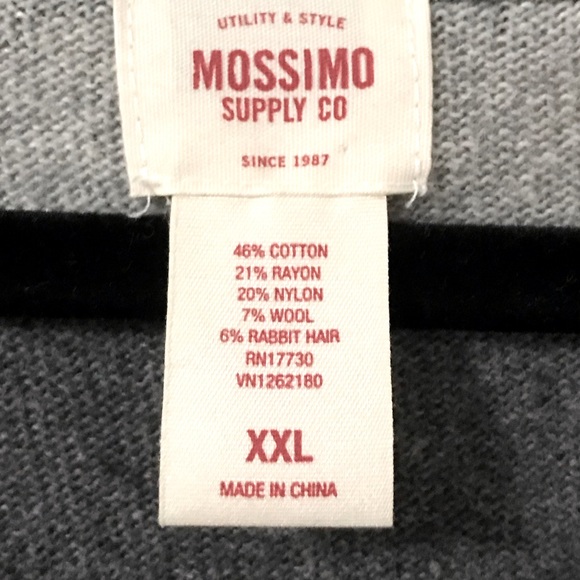 UTILITY & STYLE
MOSSIMO
SUPPLY CO
SINCE 1987
46% COTTON
21% RAYON
20% NYLON
7% WOOL
6% RABBIT HAIR
RN17730
VN1262180
XXL
MADE IN CHINA